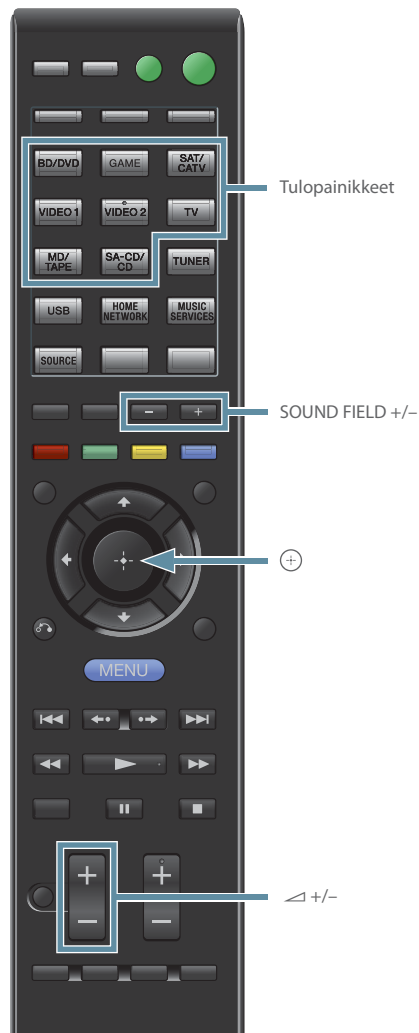 BD/DVD GAME SAT/
CATV
Tulopainikkeet
VIDEO 1 VIDEO 2 TV
MD/
TAPE SA-CD/
CD TUNER
USB HOME
NETWORK MUSIC
SERVICES
SOURCE
– +
SOUND FIELD +/–
MENU
+ +
– –
+/–